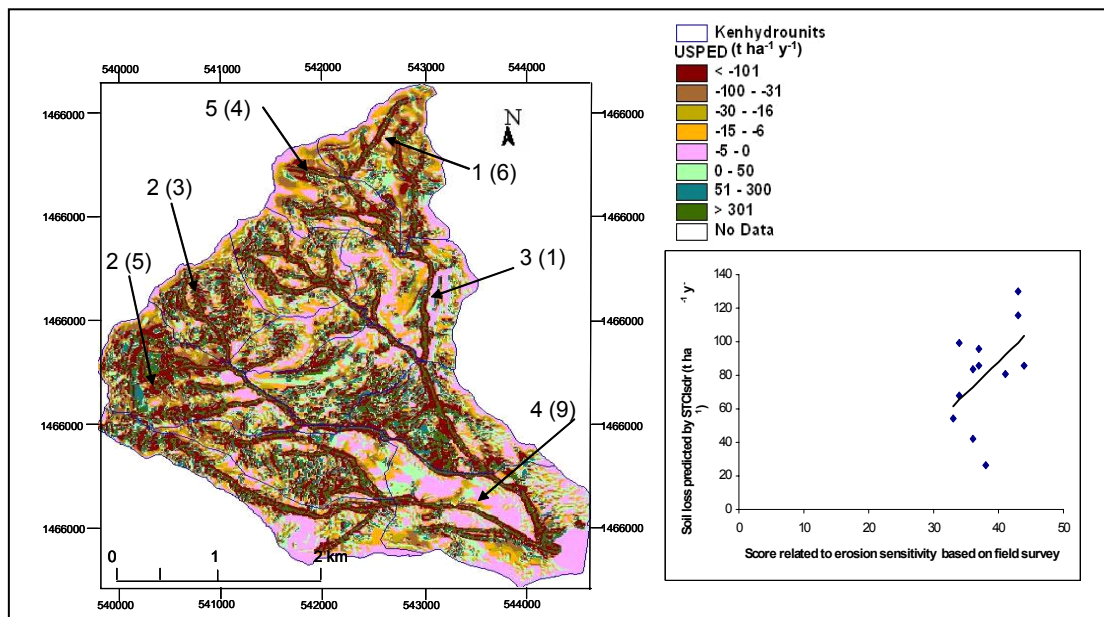 Kenhydrounits
USPED (t ha-1 y-1)
< -101
-100 - -31
-30 - -16
-15 - -6
-5 - 0
0 - 50
51 - 300
> 301
No Data
540000 541000 542000 543000 544000
1466000
1466000
1466000
1466000
1466000
1466000
1466000
1466000
1466000
1466000
N
5 (4)
1 (6)
2 (3)
2 (5)
3 (1)
4 (9)
0 1 2 km
540000 541000 542000 543000 544000
Soil loss predicted by STClsdr (t ha
-1 y-
1)
140
120
100
80
60
40
20
0
0 10 20 30 40 50
Score related to erosion sensitivity based on field survey